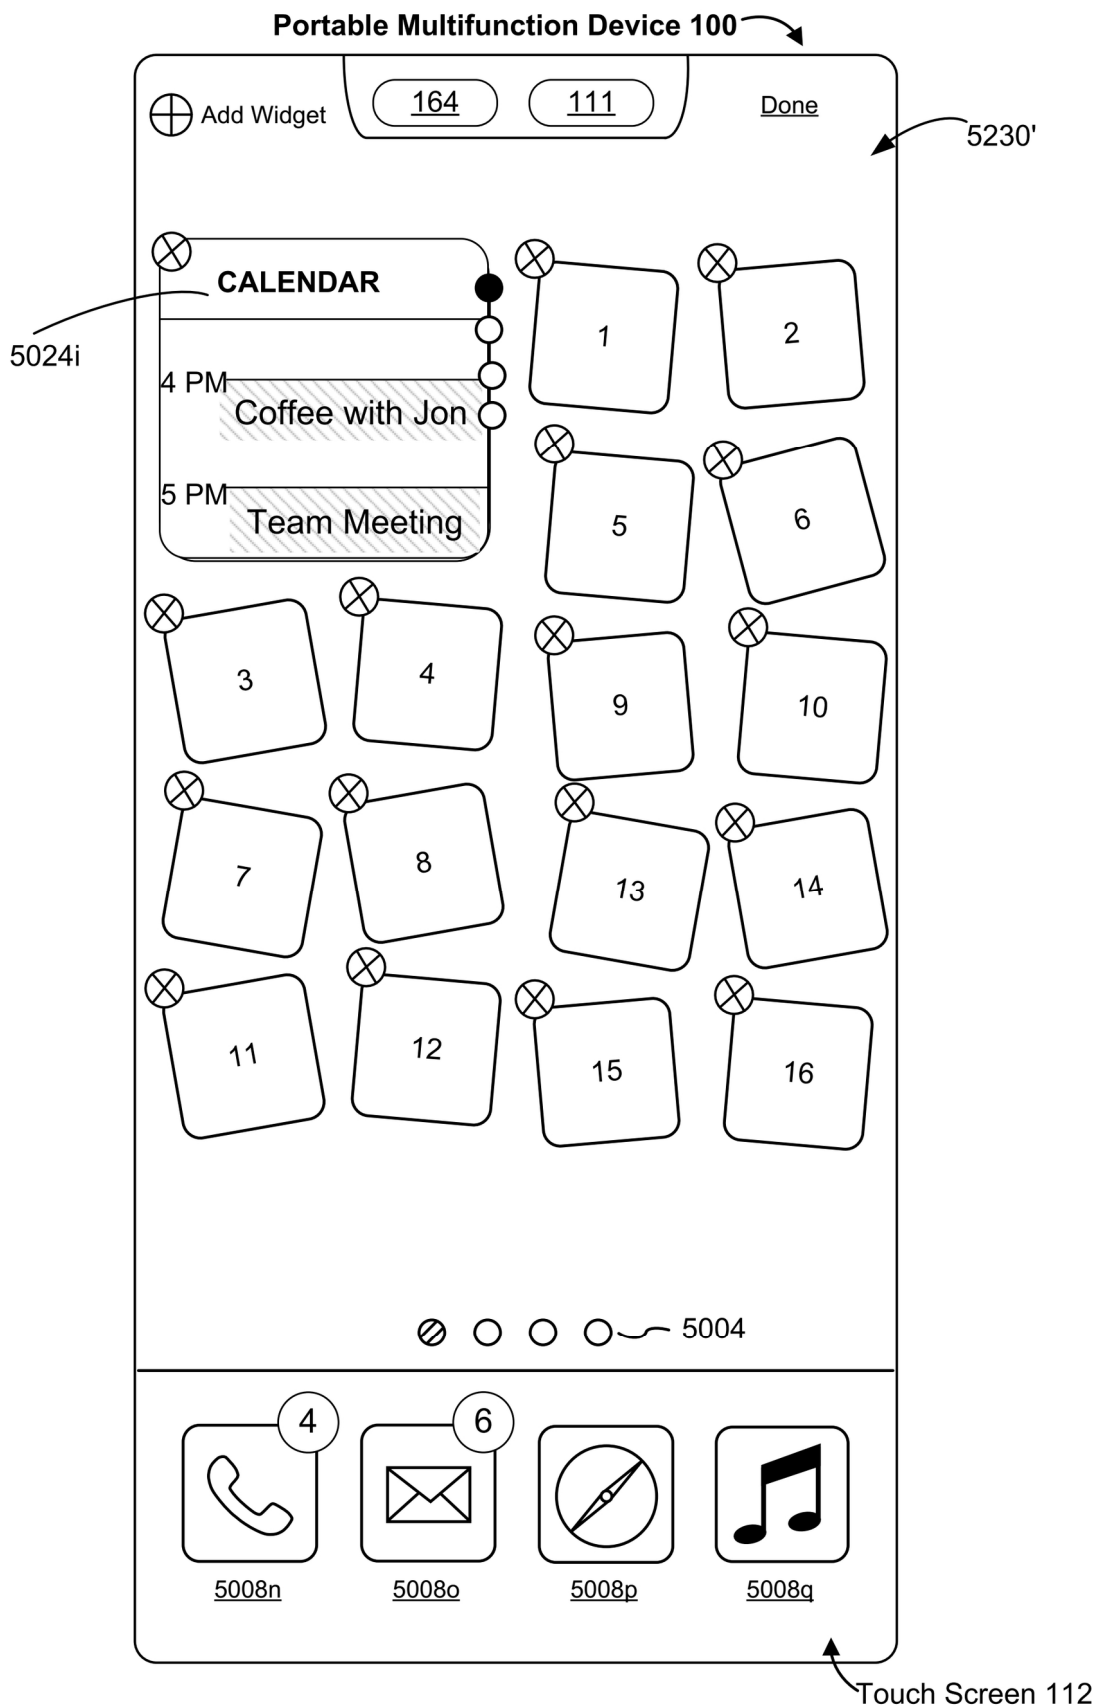 Portable Multifunction Device 100
164 111
Add Widget
Done
5230'
CALENDAR
5024i
4 PM
Coffee with Jon
5 PM
Team Meeting
1
2
5
6
3
4
9
10
7
8
13
14
11
12
15
16
5004
4
6
5008n
5008o
5008p
5008q
Touch Screen 112